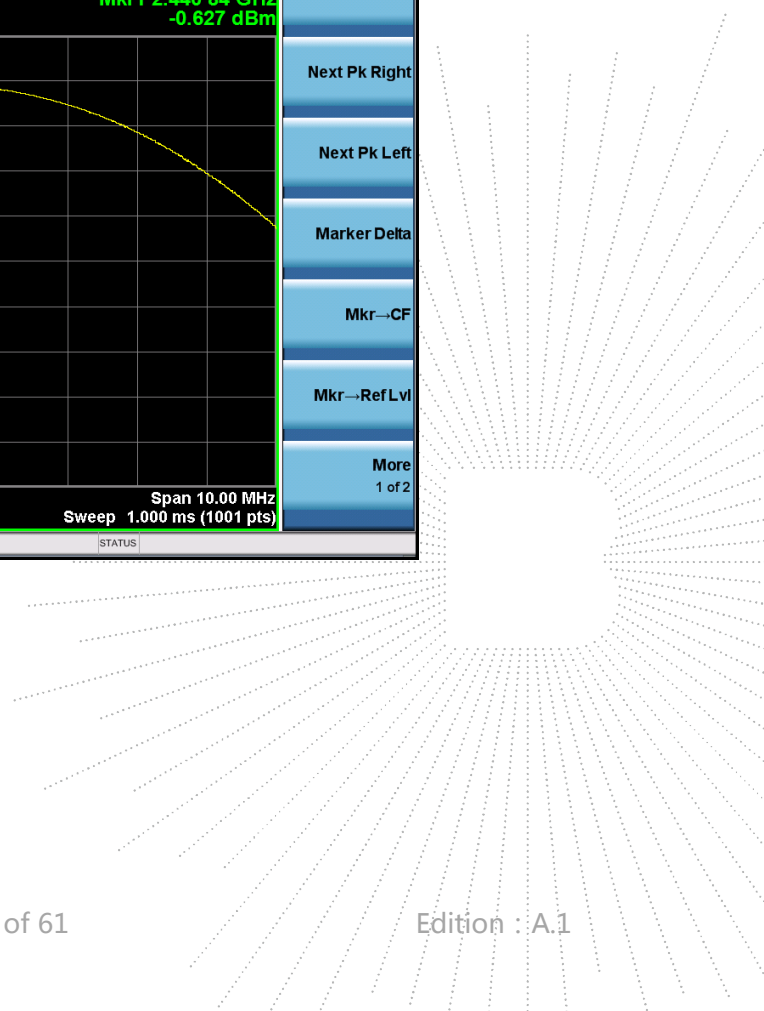 -0.627 dBm
Next Pk Right
Next Pk Left
Marker Delta
Mkr→CF
Mkr→Ref Lvl
More
1 of 2
Span 10.00 MHz
Sweep 1.000 ms (1001 pts)
STATUS
of 61
Edition : A.1